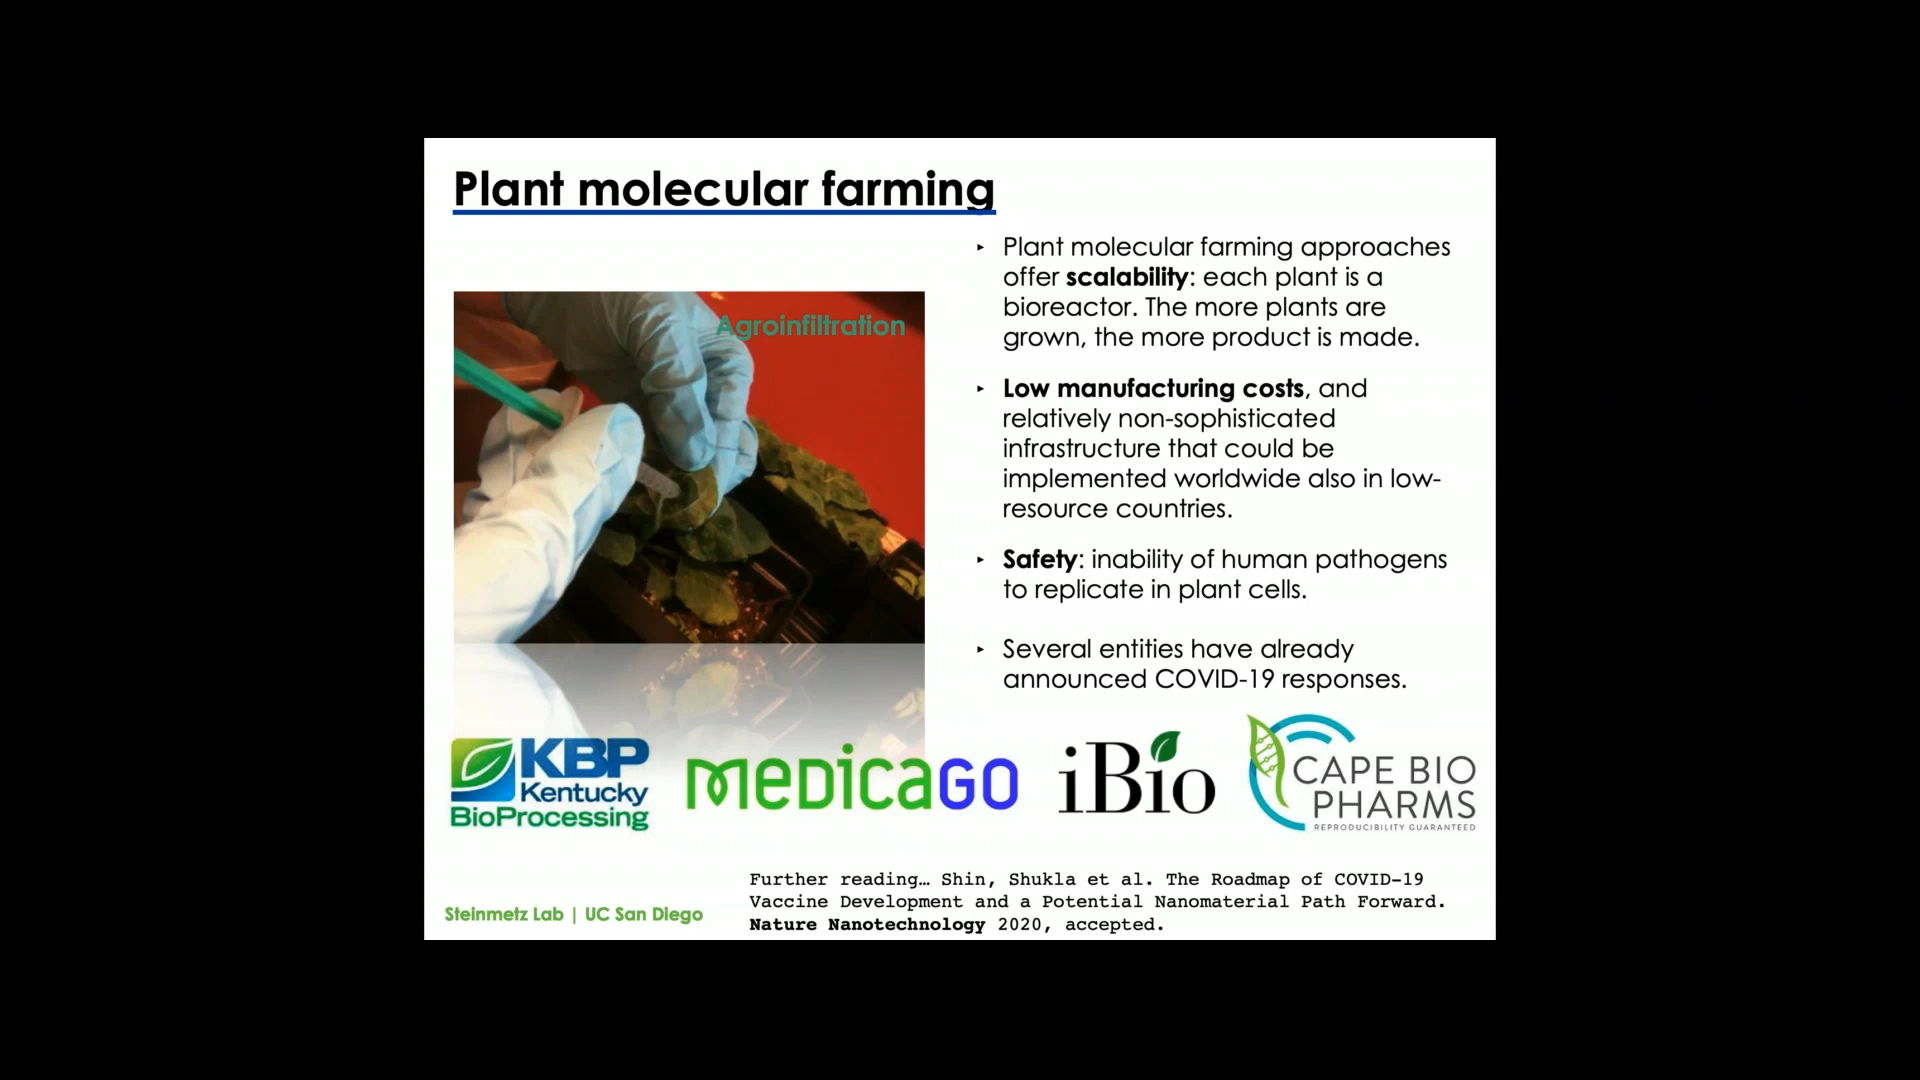 Plant molecular farming
Agroinfiltration
‣ Plant molecular farming approaches
offer scalability: each plant is a
bioreactor. The more plants are
grown, the more product is made.
‣ Low manufacturing costs, and
relatively non-sophisticated
infrastructure that could be
implemented worldwide also in low-
resource countries.
‣ Safety: inability of human pathogens
to replicate in plant cells.
‣ Several entities have already
announced COVID-19 responses.
KBP
Kentucky
BioProcessing
medicago
iBio
CAPE BIO
PHARMS
REPRODUCIBILITY GUARANTEED
Further reading… Shin, Shukla et al. The Roadmap of COVID-19
Vaccine Development and a Potential Nanomaterial Path Forward.
Nature Nanotechnology 2020, accepted.
Steinmetz Lab | UC San Diego